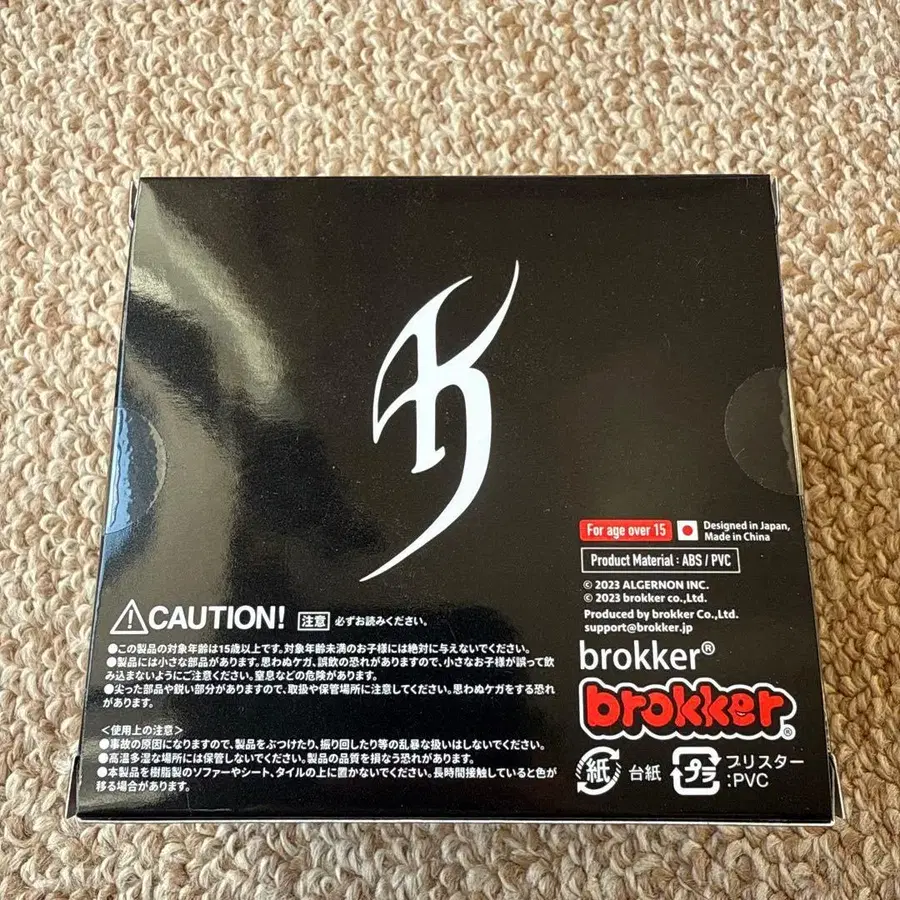 For age over 15
Designed in Japan,
Made in China
Product Material : ABS / PVC
© 2023 ALGERNON INC.
© 2023 brokker co.,Ltd.
Produced by brokker Co.,Ltd.
support@brokker.jp
brokker®
brokker®
紙 台紙
プラ ブリスター
:PVC
CAUTION! 注意 必ずお読みください。
●この製品の対象年齢は15歳以上です。対象年齢未満のお子様には絶対に与えないでください。
●製品には小さな部品があります。思わぬケガ、誤飲の恐れがありますので、小さなお子様が誤って飲
み込まないようにご注意ください。窒息などの危険があります。
●尖った部品や鋭い部分がありますので、取扱や保管場所に注意してください。思わぬケガをする恐れ
があります。
<使用上の注意>
●事故の原因になりますので、製品をぶつけたり、振り回したり等の乱暴な扱いはしないでください。
●高温多湿な場所には保管しないでください。製品の品質を損なう恐れがあります。
●本製品を樹脂製のソファーやシート、タイルの上に置かないでください。長時間接触していると色が
移る場合があります。